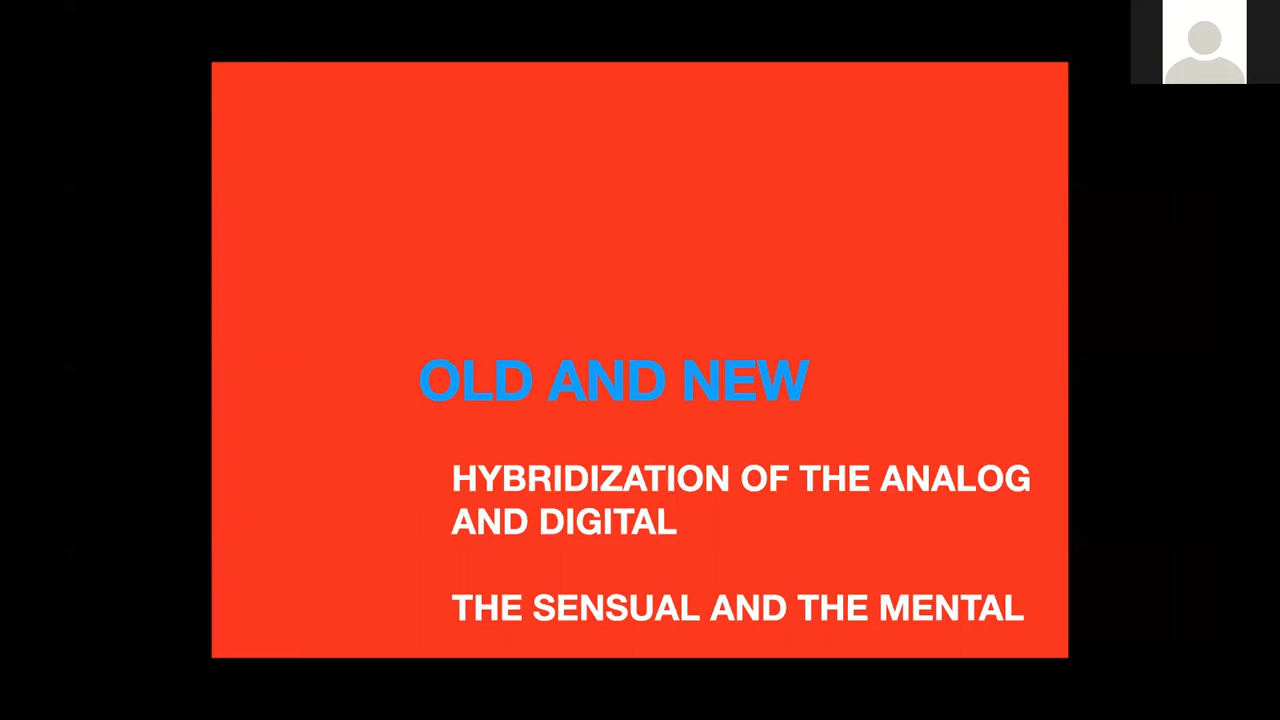 OLD AND NEW
HYBRIDIZATION OF THE ANALOG
AND DIGITAL
THE SENSUAL AND THE MENTAL